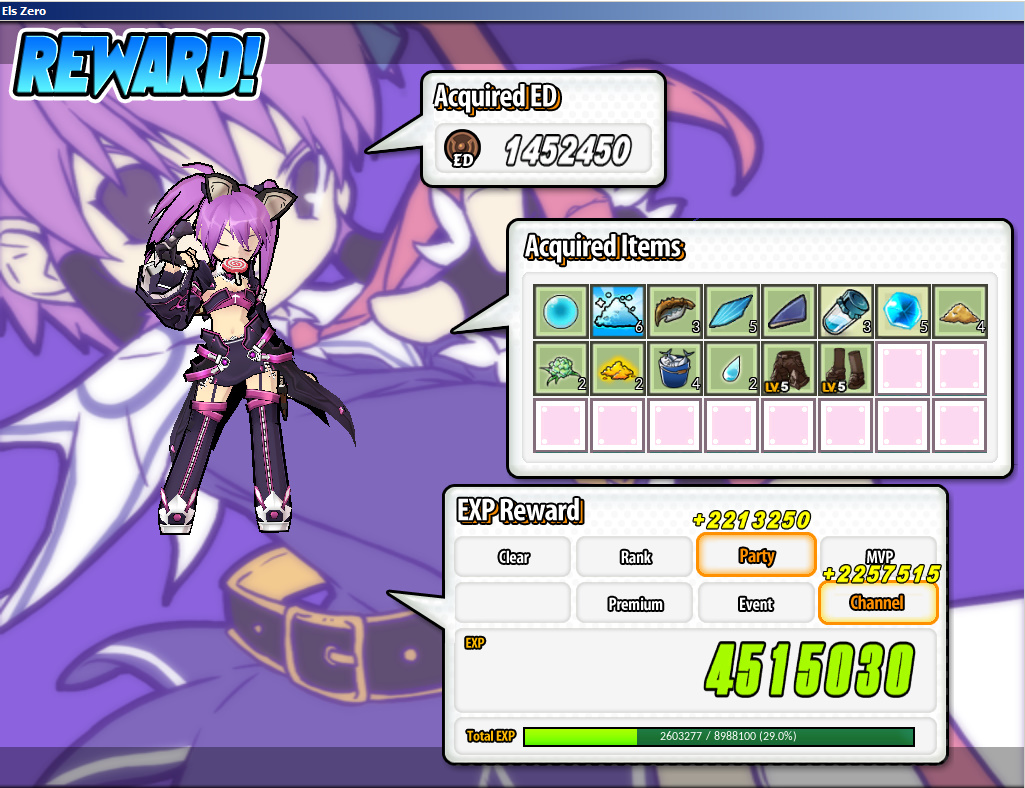 Els Zero
REWARD!
Acquired ED
ED
1452450
Acquired Items
6
3
5
3
5
4
2
2
4
2
LV.5
LV.5
EXP Reward
+2213250
Clear
Rank
Party
MVP
+2257515
Premium
Event
Channel
EXP
4515030
Total EXP
2603277 / 8988100 (29.0%)